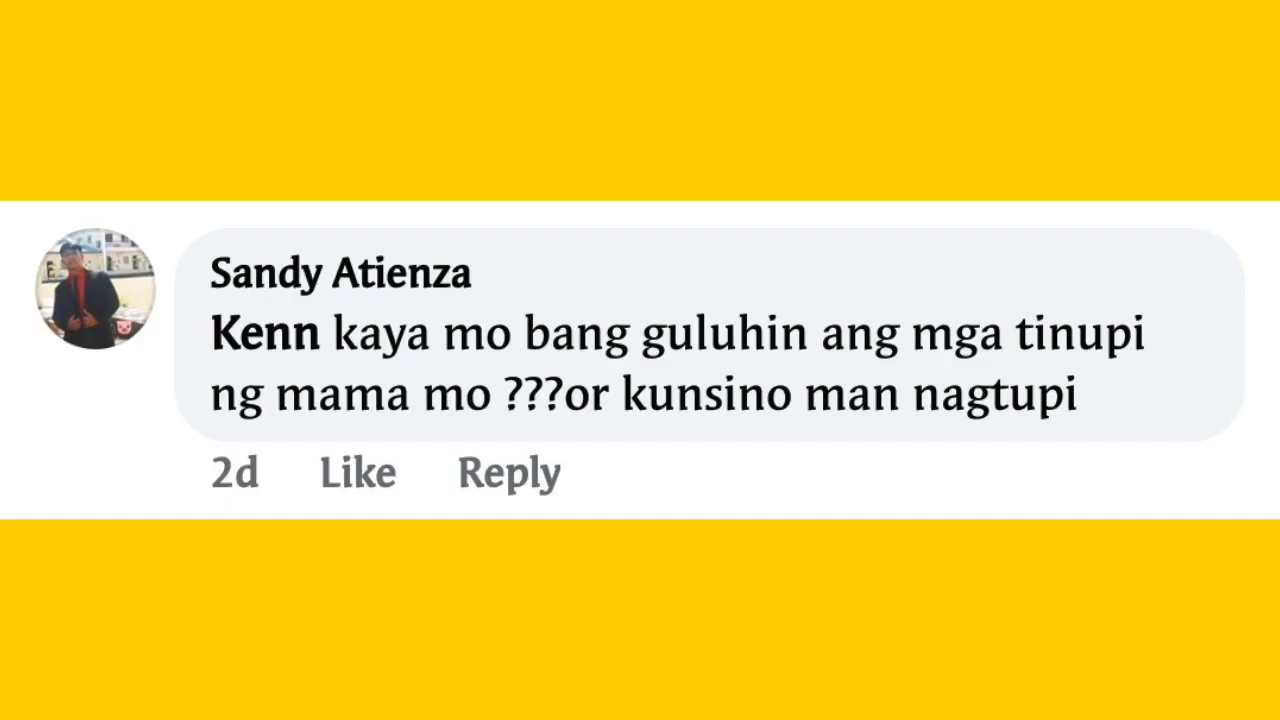 Sandy Atienza
Kenn kaya mo bang guluhin ang mga tinupi
ng mama mo ???or kunsino man nagtupi
2d Like Reply